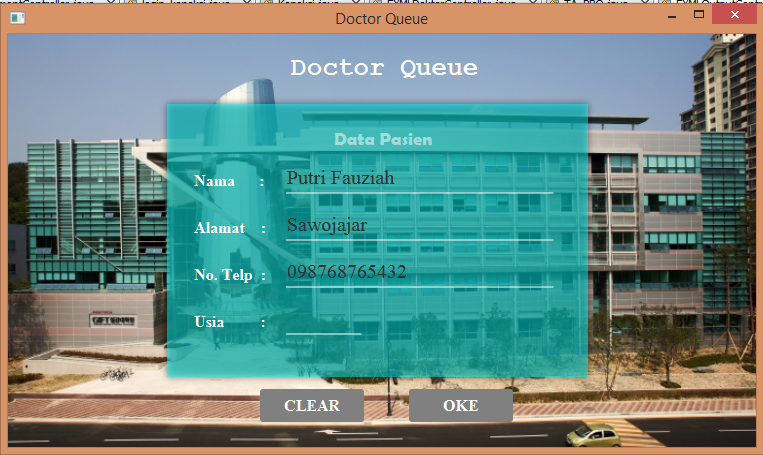 Doctor Queue
Doctor Queue
Data Pasien
Nama :
Putri Fauziah
Alamat :
Sawojajar
No. Telp :
098768765432
Usia :
CLEAR
OKE